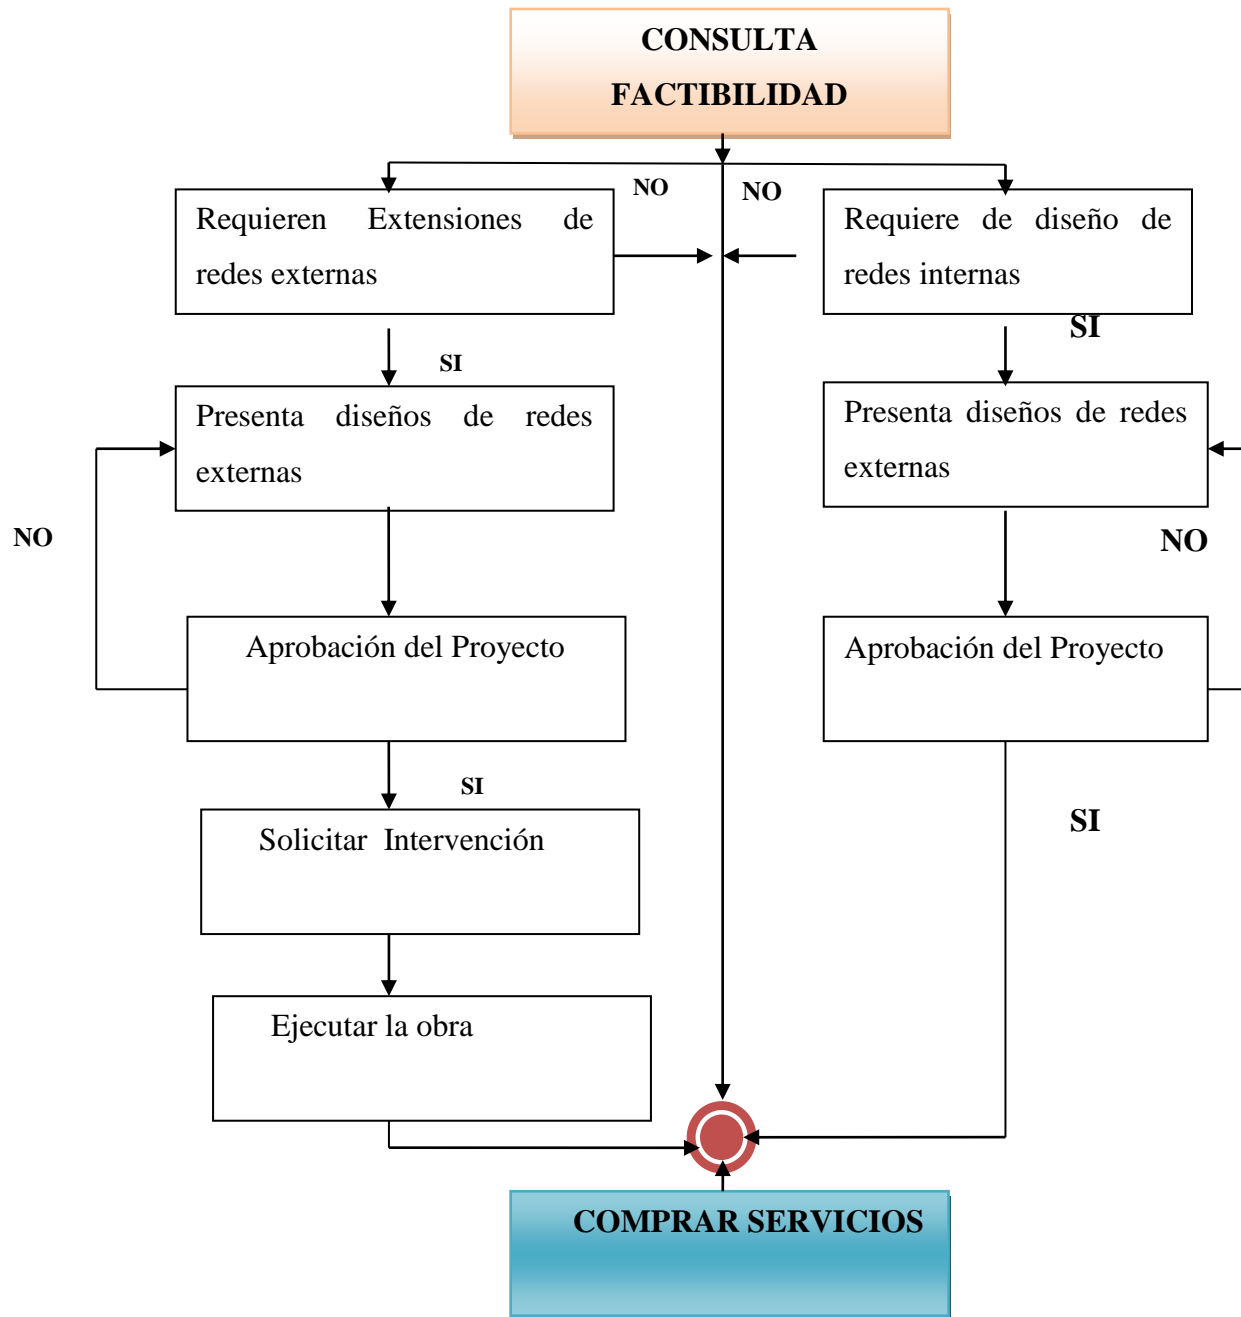 CONSULTA
FACTIBILIDAD
NO
NO
Requieren Extensiones de
redes externas
Requiere de diseño de
redes internas
SI
SI
Presenta diseños de redes
externas
Presenta diseños de redes
externas
NO
NO
Aprobación del Proyecto
Aprobación del Proyecto
SI
SI
Solicitar Intervención
Ejecutar la obra
COMPRAR SERVICIOS